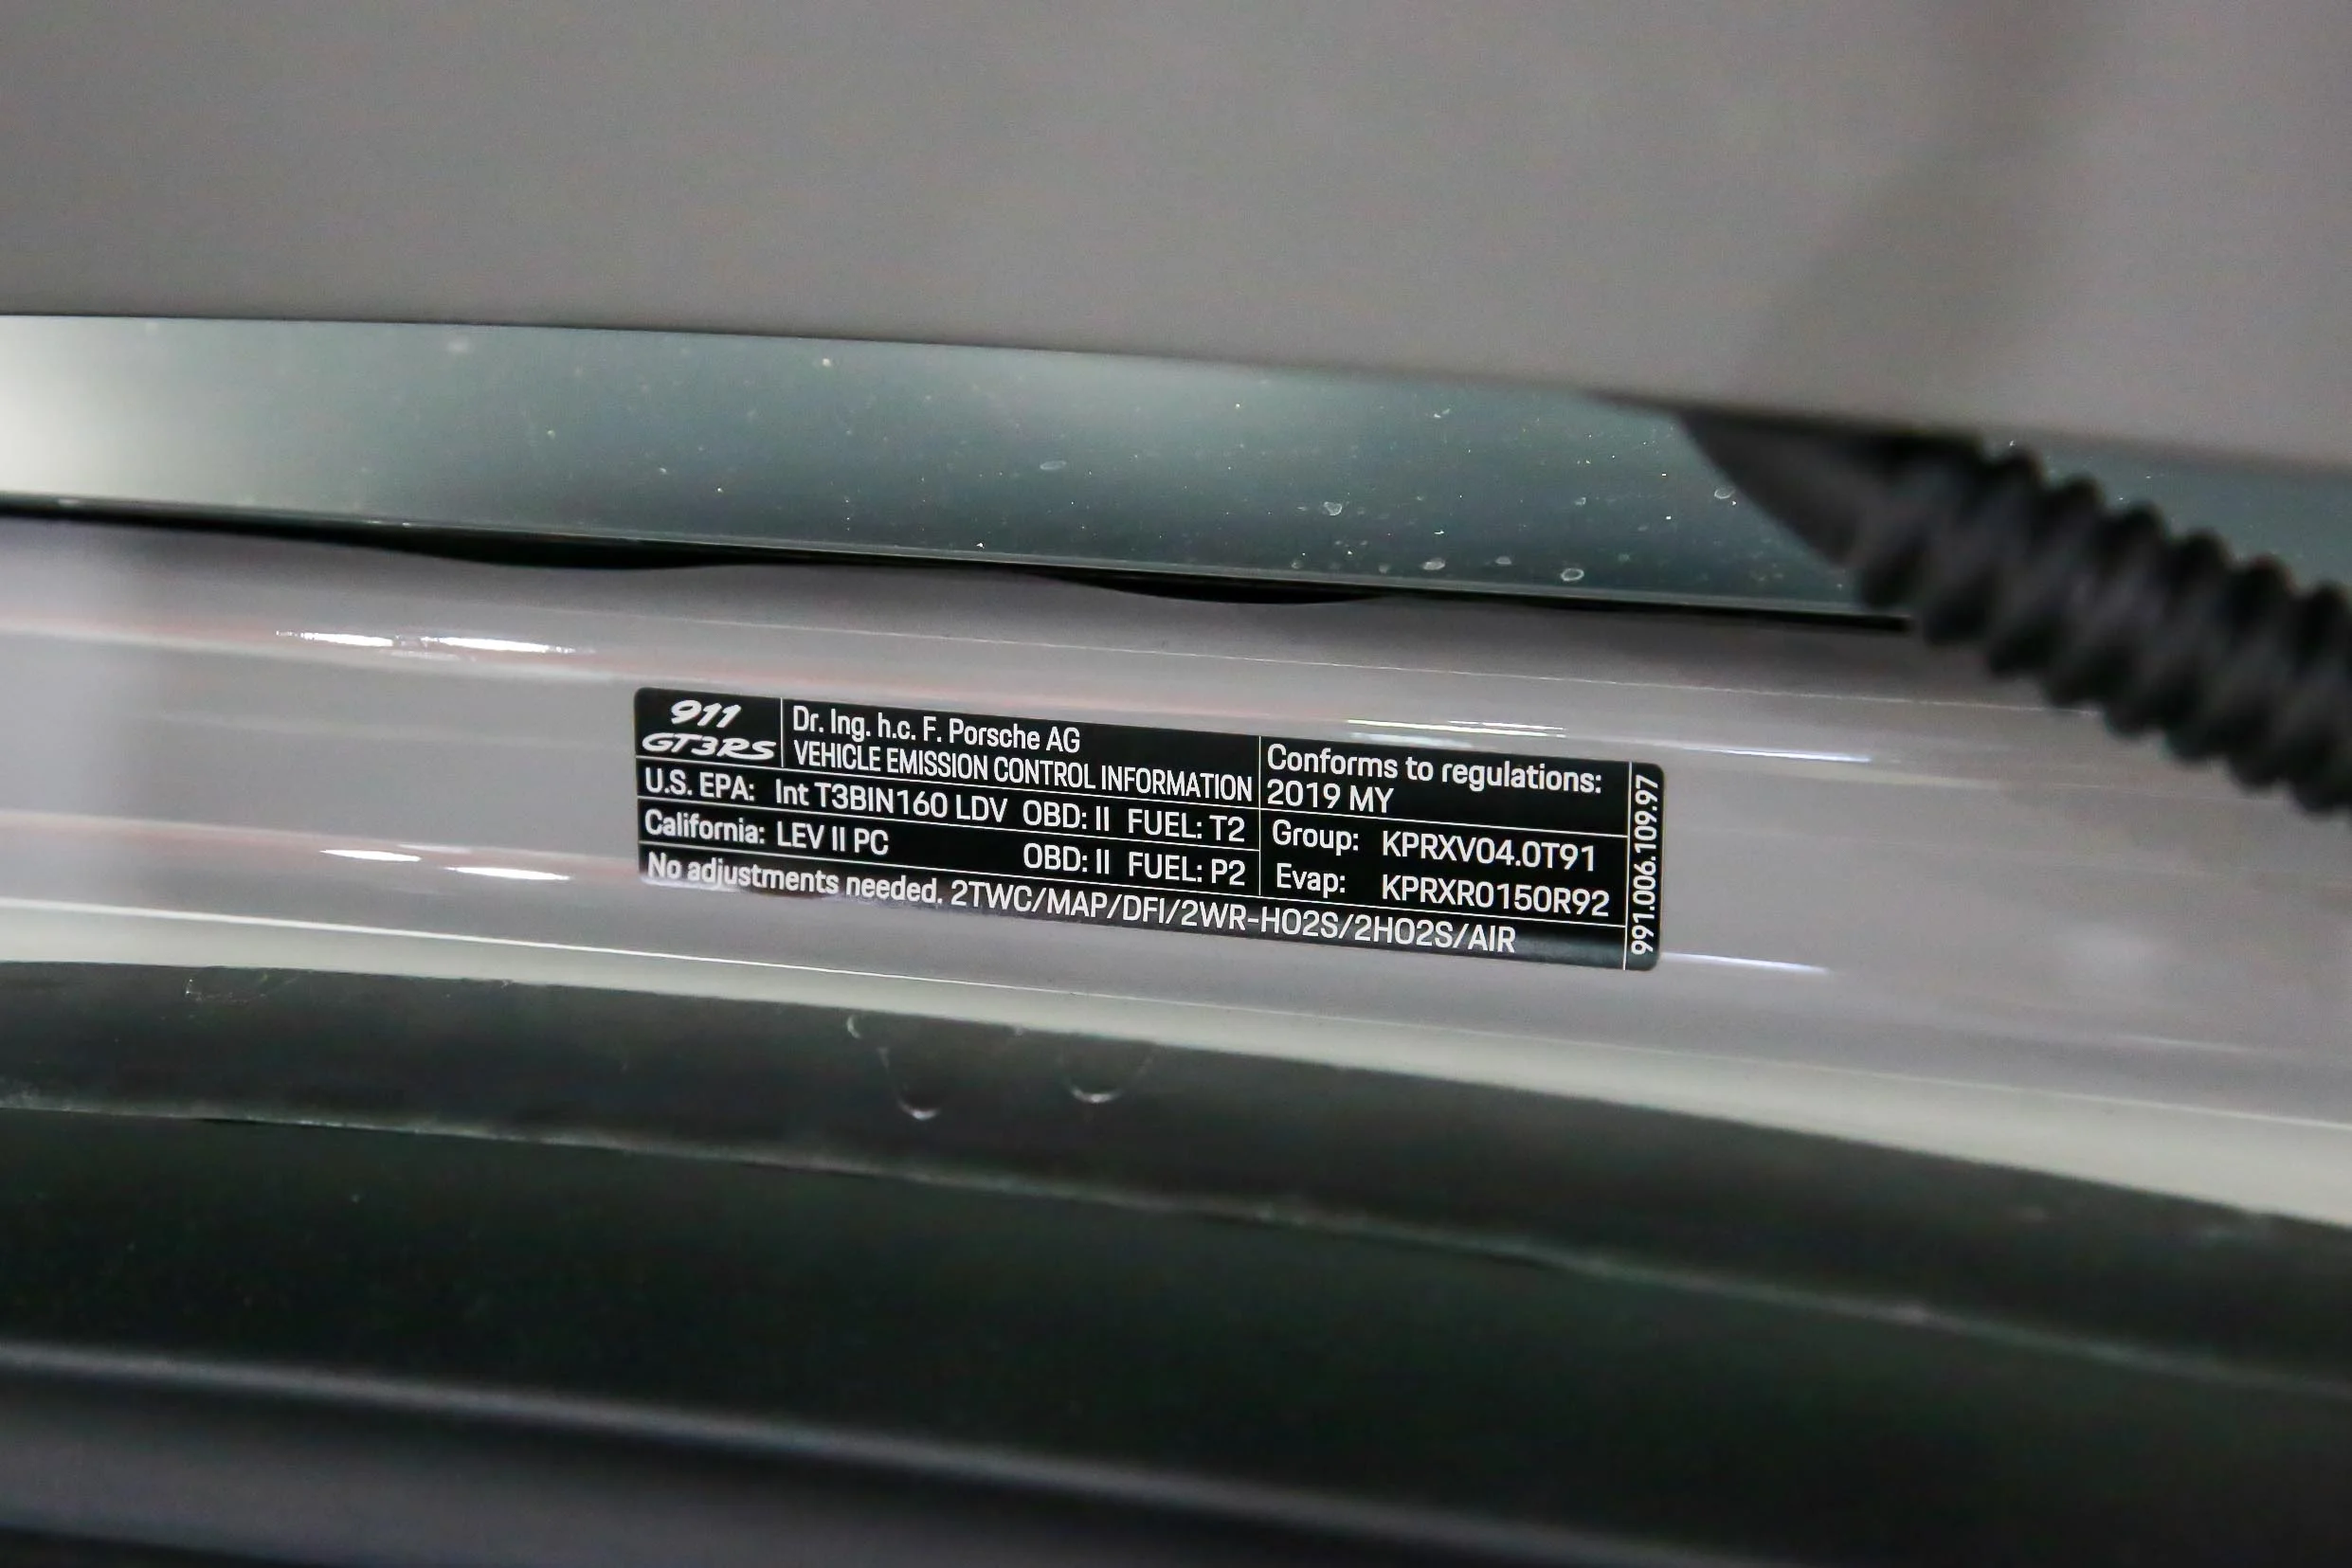 911
GT3RS
Dr. Ing. h.c. F. Porsche AG
VEHICLE EMISSION CONTROL INFORMATION
Conforms to regulations:
2019 MY
U.S. EPA: Int T3BIN160 LDV OBD: II FUEL: T2
California: LEV II PC OBD: II FUEL: P2
Group: KPRXV04.0T91
Evap: KPRXR0150R92
No adjustments needed. 2TWC/MAP/DFI/2WR-HO2S/2HO2S/AIR
991.006.109.97